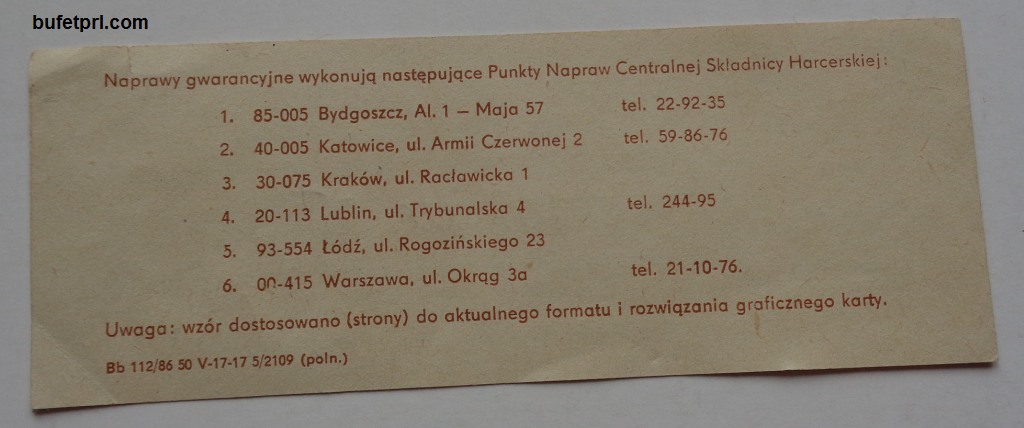 bufetprl.com
Naprawy gwarancyjne wykonują następujące Punkty Napraw Centralnej Składnicy Harcerskiej:
1. 85-005 Bydgoszcz, Al. 1 – Maja 57 tel. 22-92-35
2. 40-005 Katowice, ul. Armii Czerwonej 2 tel. 59-86-76
3. 30-075 Kraków, ul. Racławicka 1
4. 20-113 Lublin, ul. Trybunalska 4 tel. 244-95
5. 93-554 Łódź, ul. Rogozińskiego 23
6. 00-415 Warszawa, ul. Okrąg 3a tel. 21-10-76.
Uwaga: wzór dostosowano (strony) do aktualnego formatu i rozwiązania graficznego karty.
Bb 112/86 50 V-17-17 5/2109 (poln.)